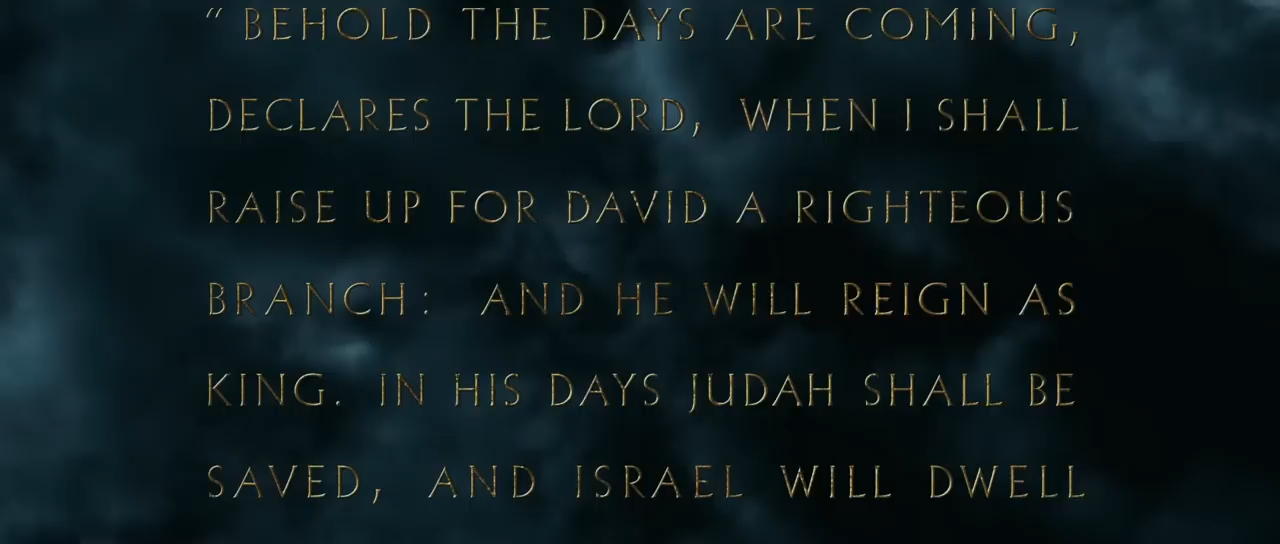 “ BEHOLD THE DAYS ARE COMING,
DECLARES THE LORD, WHEN I SHALL
RAISE UP FOR DAVID A RIGHTEOUS
BRANCH: AND HE WILL REIGN AS
KING. IN HIS DAYS JUDAH SHALL BE
SAVED, AND ISRAEL WILL DWELL